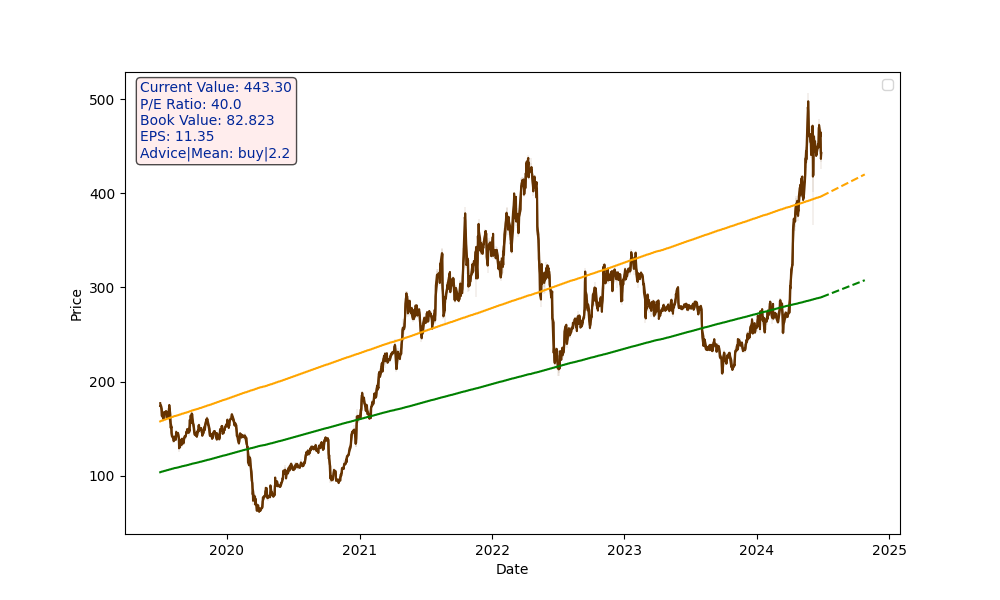 Current Value: 443.30
P/E Ratio: 40.0
Book Value: 82.823
EPS: 11.35
Advice|Mean: buy|2.2
500
400
300
200
100
Price
2020
2021
2022
2023
2024
2025
Date